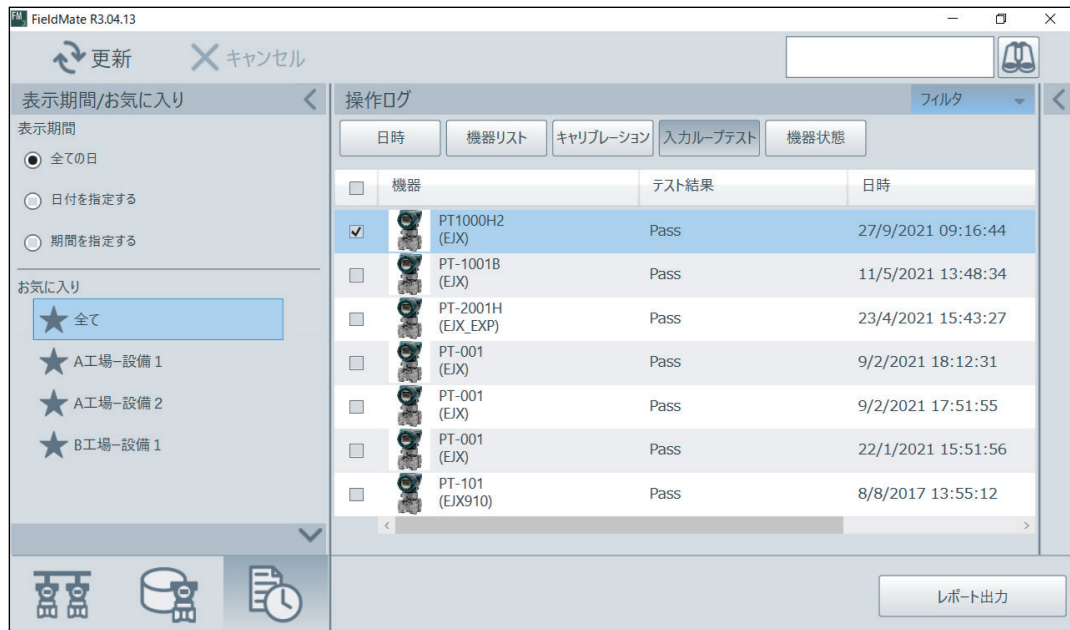 FieldMate R3.04.13
更新
キャンセル
表示期間/お気に入り
表示期間
全ての日
日付を指定する
期間を指定する
お気に入り
全て
A工場−設備 1
A工場−設備 2
B工場−設備 1
操作ログ
フィルタ
日時 機器リスト キャリブレーション 入力ループテスト 機器状態
機器 テスト結果 日時
PT1000H2
(EJX) Pass 27/9/2021 09:16:44
PT-1001B
(EJX) Pass 11/5/2021 13:48:34
PT-2001H
(EJX_EXP) Pass 23/4/2021 15:43:27
PT-001
(EJX) Pass 9/2/2021 18:12:31
PT-001
(EJX) Pass 9/2/2021 17:51:55
PT-001
(EJX) Pass 22/1/2021 15:51:56
PT-101
(EJX910) Pass 8/8/2017 13:55:12
レポート出力